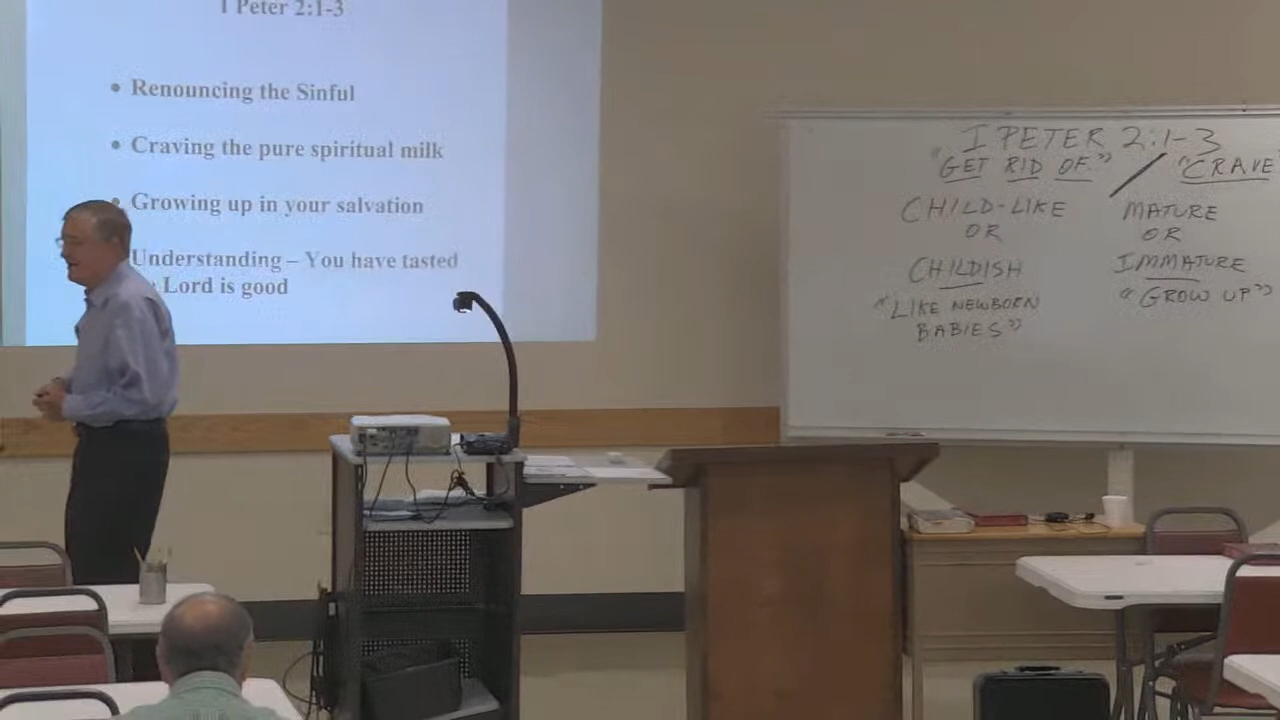 I Peter 2:1-3
• Renouncing the Sinful
• Craving the pure spiritual milk
• Growing up in your salvation
Understanding – You have tasted
Lord is good
I PETER 2:1-3
"GET RID OF" / "CRAVE
CHILD-LIKE MATURE
OR OR
CHILDISH IMMATURE
"LIKE NEWBORN "GROW UP"
BABIES"